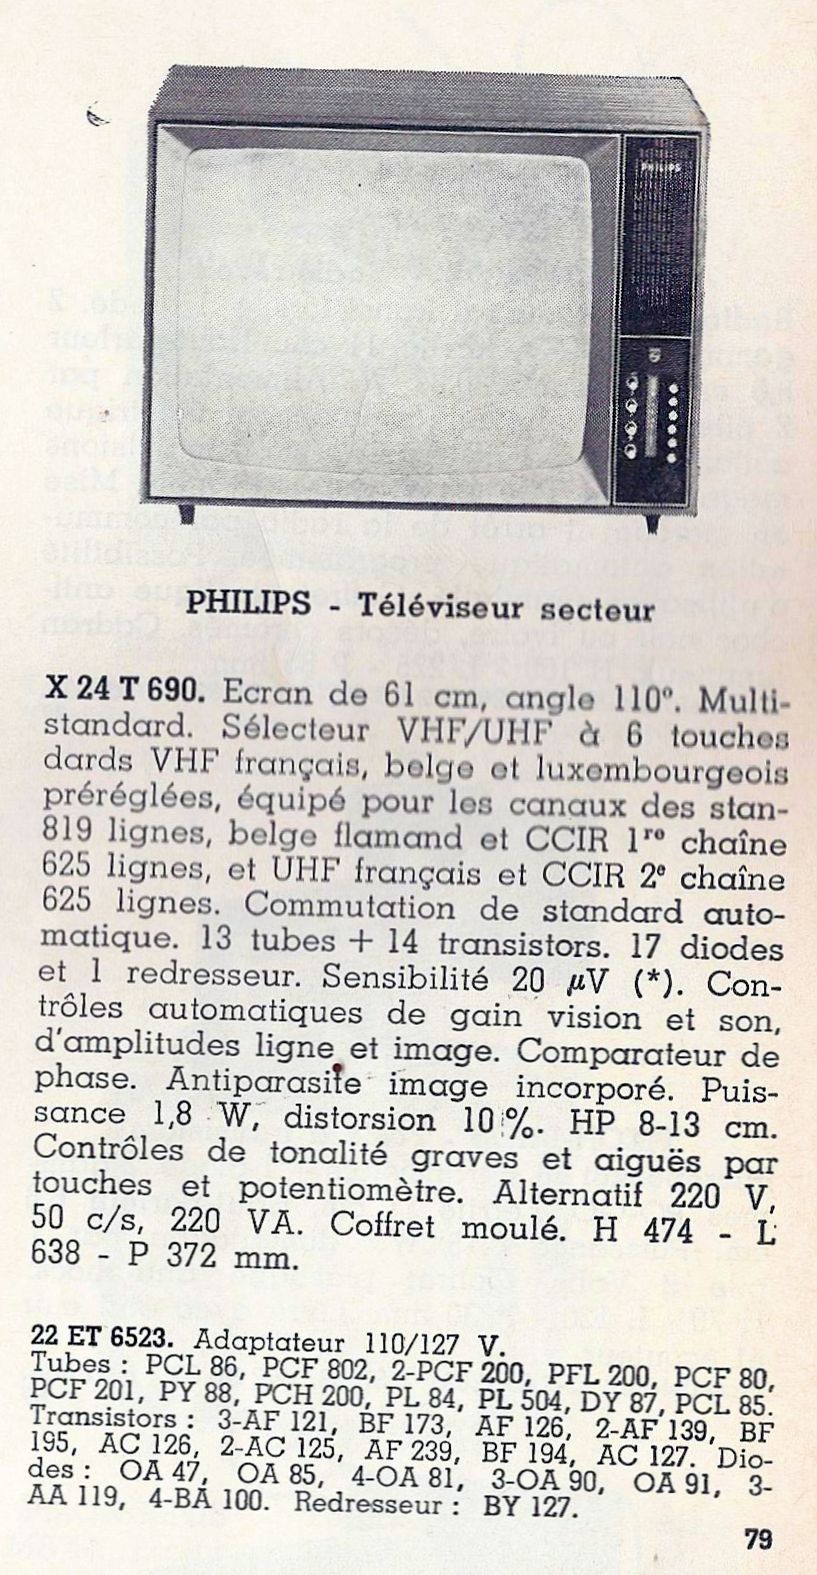 PHILIPS
PHILIPS - Téléviseur secteur
X 24 T 690. Ecran de 61 cm, angle 110°. Multi-
standard. Sélecteur VHF/UHF à 6 touches
dards VHF français, belge et luxembourgeois
préréglées, équipé pour les canaux des stan-
819 lignes, belge flamand et CCIR 1re chaîne
625 lignes, et UHF français et CCIR 2e chaîne
625 lignes. Commutation de standard auto-
matique. 13 tubes + 14 transistors. 17 diodes
et 1 redresseur. Sensibilité 20 µV (*). Con-
trôles automatiques de gain vision et son,
d'amplitudes ligne et image. Comparateur de
phase. Antiparasite image incorporé. Puis-
sance 1,8 W, distorsion 10 %. HP 8-13 cm.
Contrôles de tonalité graves et aiguës par
touches et potentiomètre. Alternatif 220 V,
50 c/s, 220 VA. Coffret moulé. H 474 - L
638 - P 372 mm.
22 ET 6523. Adaptateur 110/127 V.
Tubes : PCL 86, PCF 802, 2-PCF 200, PFL 200, PCF 80,
PCF 201, PY 88, PCH 200, PL 84, PL 504, DY 87, PCL 85.
Transistors : 3-AF 121, BF 173, AF 126, 2-AF 139, BF
195, AC 126, 2-AC 125, AF 239, BF 194, AC 127. Dio-
des : OA 47, OA 85, 4-OA 81, 3-OA 90, OA 91, 3-
AA 119, 4-BA 100. Redresseur : BY 127.
79